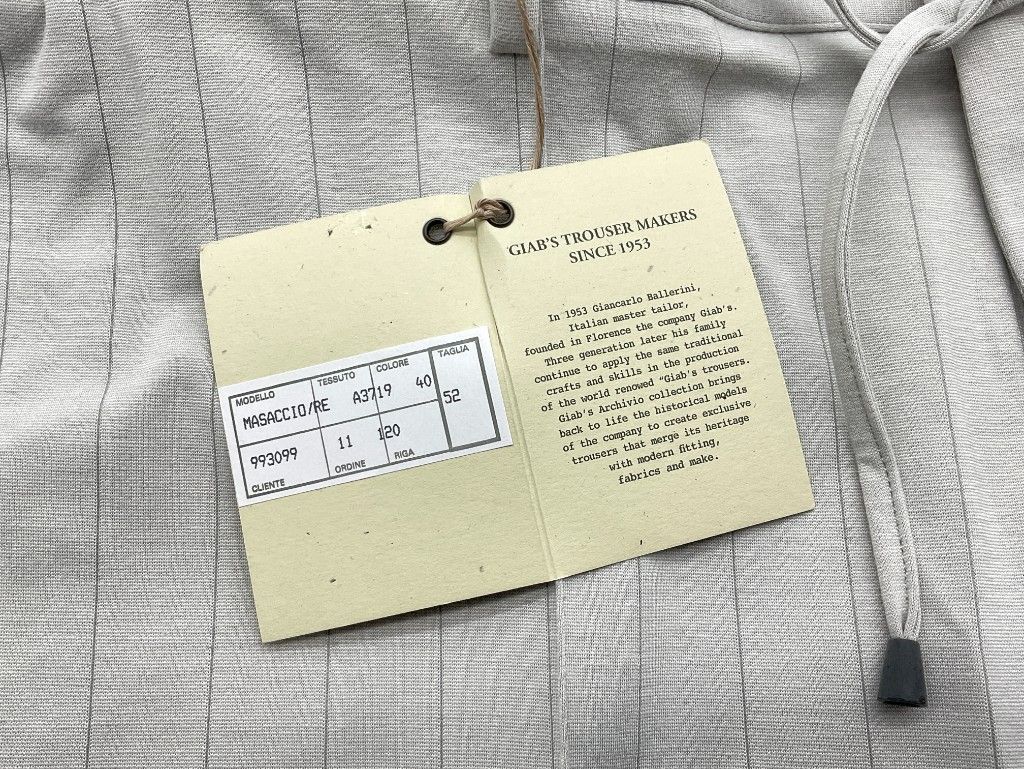 MODELLO TESSUTO COLORE TAGLIA
MASACCIO/RE A3719 40 52
993099 11 120
CLIENTE ORDINE RIGA
GIAB'S TROUSER MAKERS
SINCE 1953
In 1953 Giancarlo Ballerini,
Italian master tailor,
founded in Florence the company Giab's.
Three generation later his family
continue to apply the same traditional
crafts and skills in the production
of the world renowed “Giab's trousers.
Giab's Archivio collection brings
back to life the historical models
of the company to create exclusive
trousers that merge its heritage
with modern fitting,
fabrics and make.